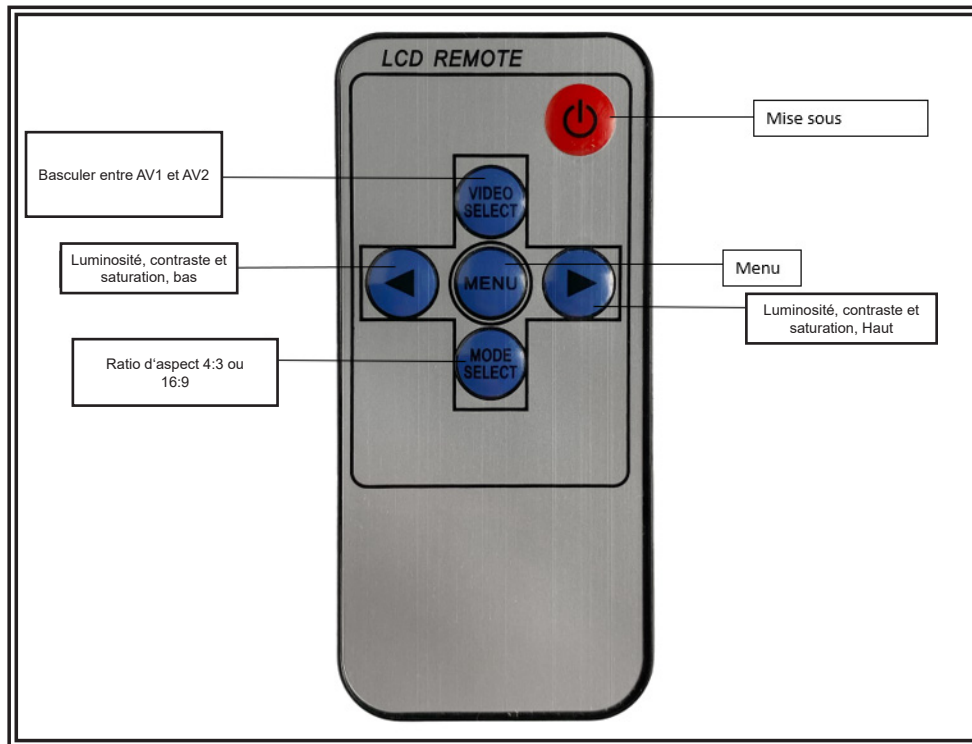 LCD REMOTE
Mise sous
Basculer entre AV1 et AV2
VIDEO
SELECT
Luminosité, contraste et
saturation, bas
MENU
Menu
Luminosité, contraste et
saturation, Haut
Ratio d‘aspect 4:3 ou
16:9
MODE
SELECT